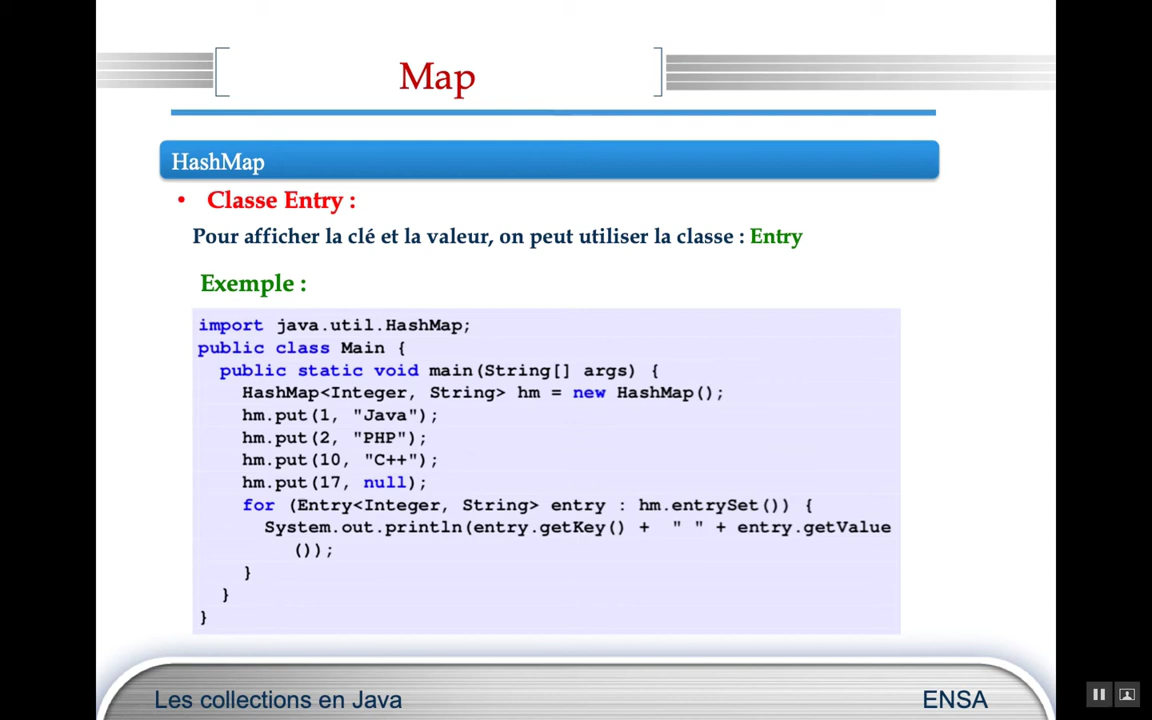 Map
HashMap
• Classe Entry :
Pour afficher la clé et la valeur, on peut utiliser la classe : Entry
Exemple :
import java.util.HashMap;
public class Main {
public static void main(String[] args) {
HashMap<Integer, String> hm = new HashMap();
hm.put(1, "Java");
hm.put(2, "PHP");
hm.put(10, "C++");
hm.put(17, null);
for (Entry<Integer, String> entry : hm.entrySet()) {
System.out.println(entry.getKey() + " " + entry.getValue
());
}
}
}
Les collections en Java
ENSA